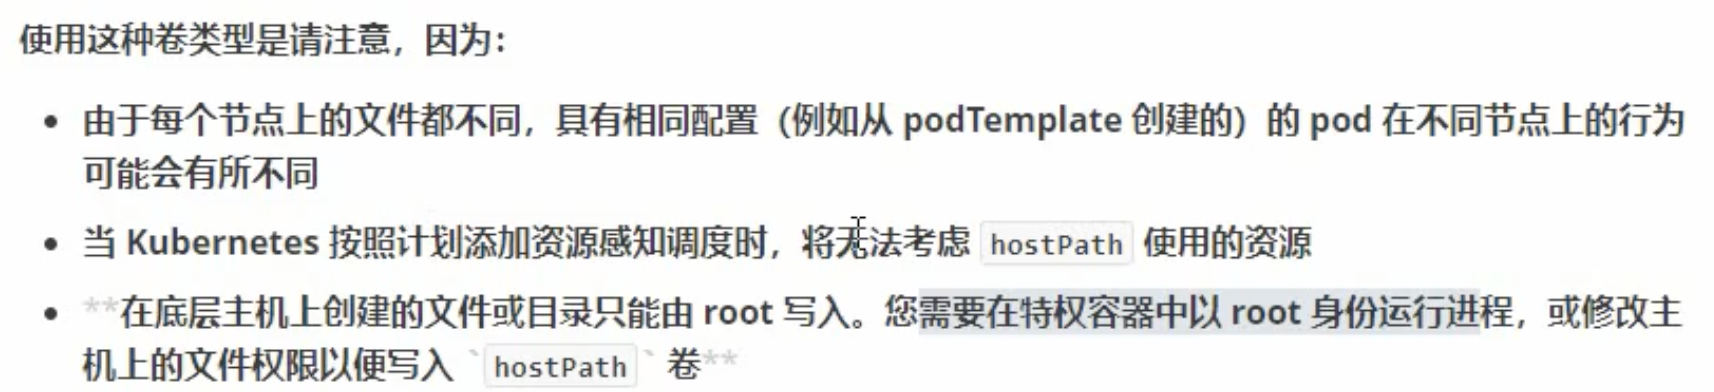 使用这种卷类型是请注意，因为：
• 由于每个节点上的文件都不同，具有相同配置（例如从 podTemplate 创建的）的 pod 在不同节点上的行为
可能会有所不同
• 当 Kubernetes 按照计划添加资源感知调度时，将无法考虑 hostPath 使用的资源
• **在底层主机上创建的文件或目录只能由 root 写入。您需要在特权容器中以 root 身份运行进程，或修改主
机上的文件权限以便写入 `hostPath` 卷**